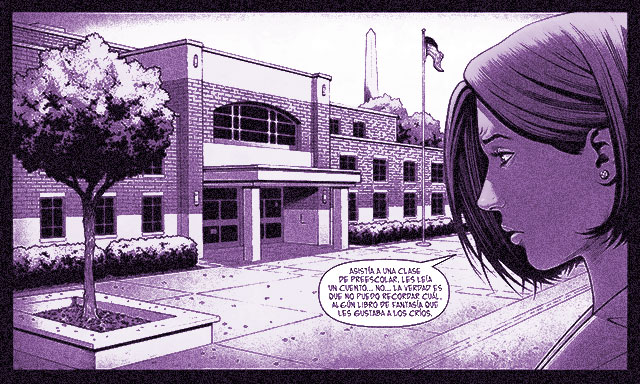 ASISTÍA A UNA CLASE
DE PREESCOLAR. LES LEÍA
UN CUENTO... NO... LA VERDAD ES
QUE NO PUEDO RECORDAR CUÁL.
ALGÚN LIBRO DE FANTASÍA QUE
LES GUSTABA A LOS CRÍOS.